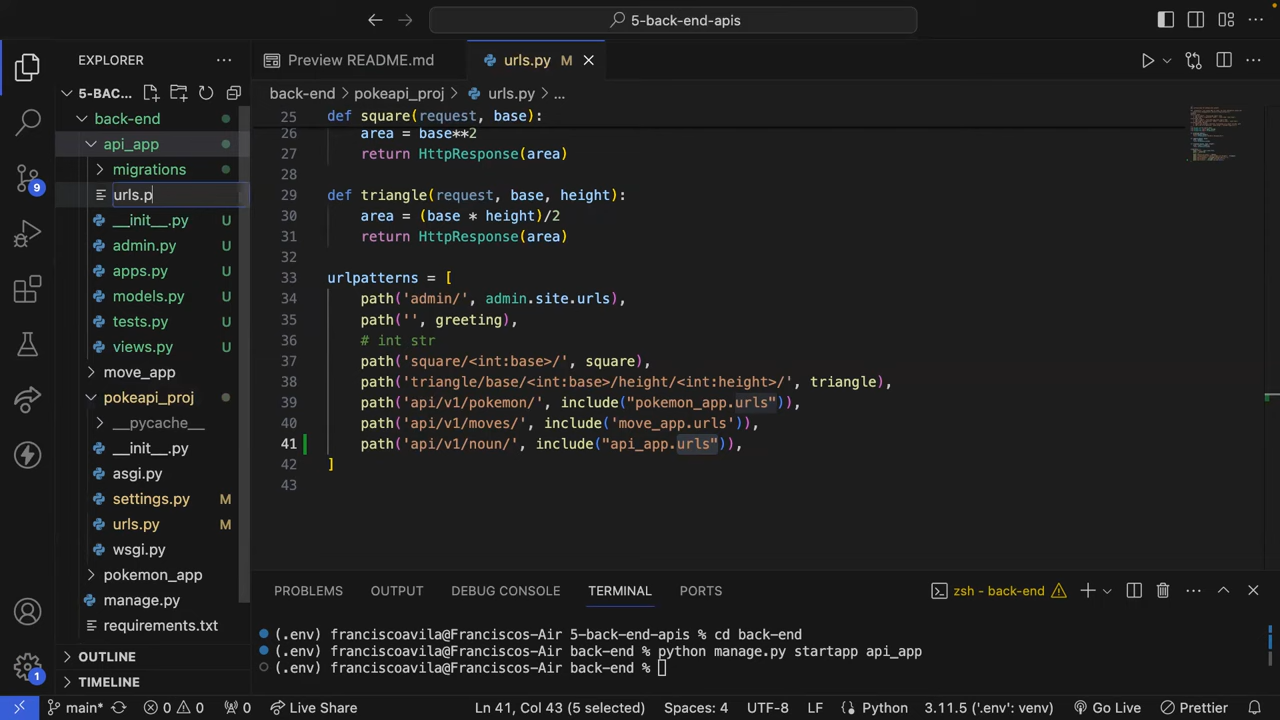 5-back-end-apis
EXPLORER
Preview README.md
urls.py M
5-BAC...
back-end
api_app
migrations
urls.p
__init__.py U
admin.py U
apps.py U
models.py U
tests.py U
views.py U
move_app
pokeapi_proj
__pycache__
__init__.py
asgi.py
settings.py M
urls.py M
wsgi.py
pokemon_app
manage.py
requirements.txt
OUTLINE
TIMELINE
9
1
back-end > pokeapi_proj > urls.py > ...
25 def square(request, base):
26 area = base**2
27 return HttpResponse(area)
28
29 def triangle(request, base, height):
30 area = (base * height)/2
31 return HttpResponse(area)
32
33 urlpatterns = [
34 path('admin/', admin.site.urls),
35 path('', greeting),
36 # int str
37 path('square/<int:base>/', square),
38 path('triangle/base/<int:base>/height/<int:height>/', triangle),
39 path('api/v1/pokemon/', include("pokemon_app.urls")),
40 path('api/v1/moves/', include('move_app.urls')),
41 path('api/v1/noun/', include("api_app.urls")),
42 ]
43
PROBLEMS OUTPUT DEBUG CONSOLE TERMINAL PORTS
zsh - back-end
(.env) franciscoavila@Franciscos-Air 5-back-end-apis % cd back-end
(.env) franciscoavila@Franciscos-Air back-end % python manage.py startapp api_app
(.env) franciscoavila@Franciscos-Air back-end %
main* 0 0 0 Live Share Ln 41, Col 43 (5 selected) Spaces: 4 UTF-8 LF Python 3.11.5 ('.env': venv) Go Live Prettier